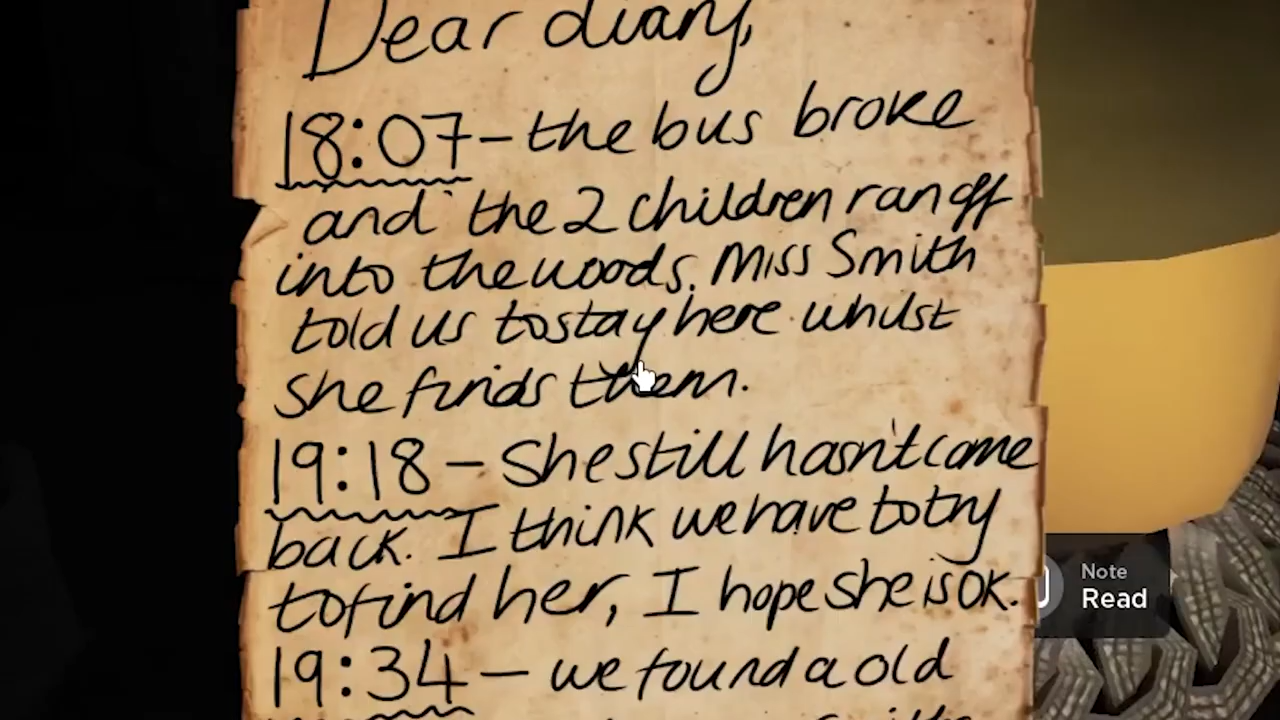 Dear diary,
18:07 - the bus broke
and the 2 children ran off
into the woods. Miss Smith
told us to stay here whilst
she finds them.
19:18 - She still hasn't come
back. I think we have to try
to find her, I hope she is ok.
Note
Read
19:34 - we found a old